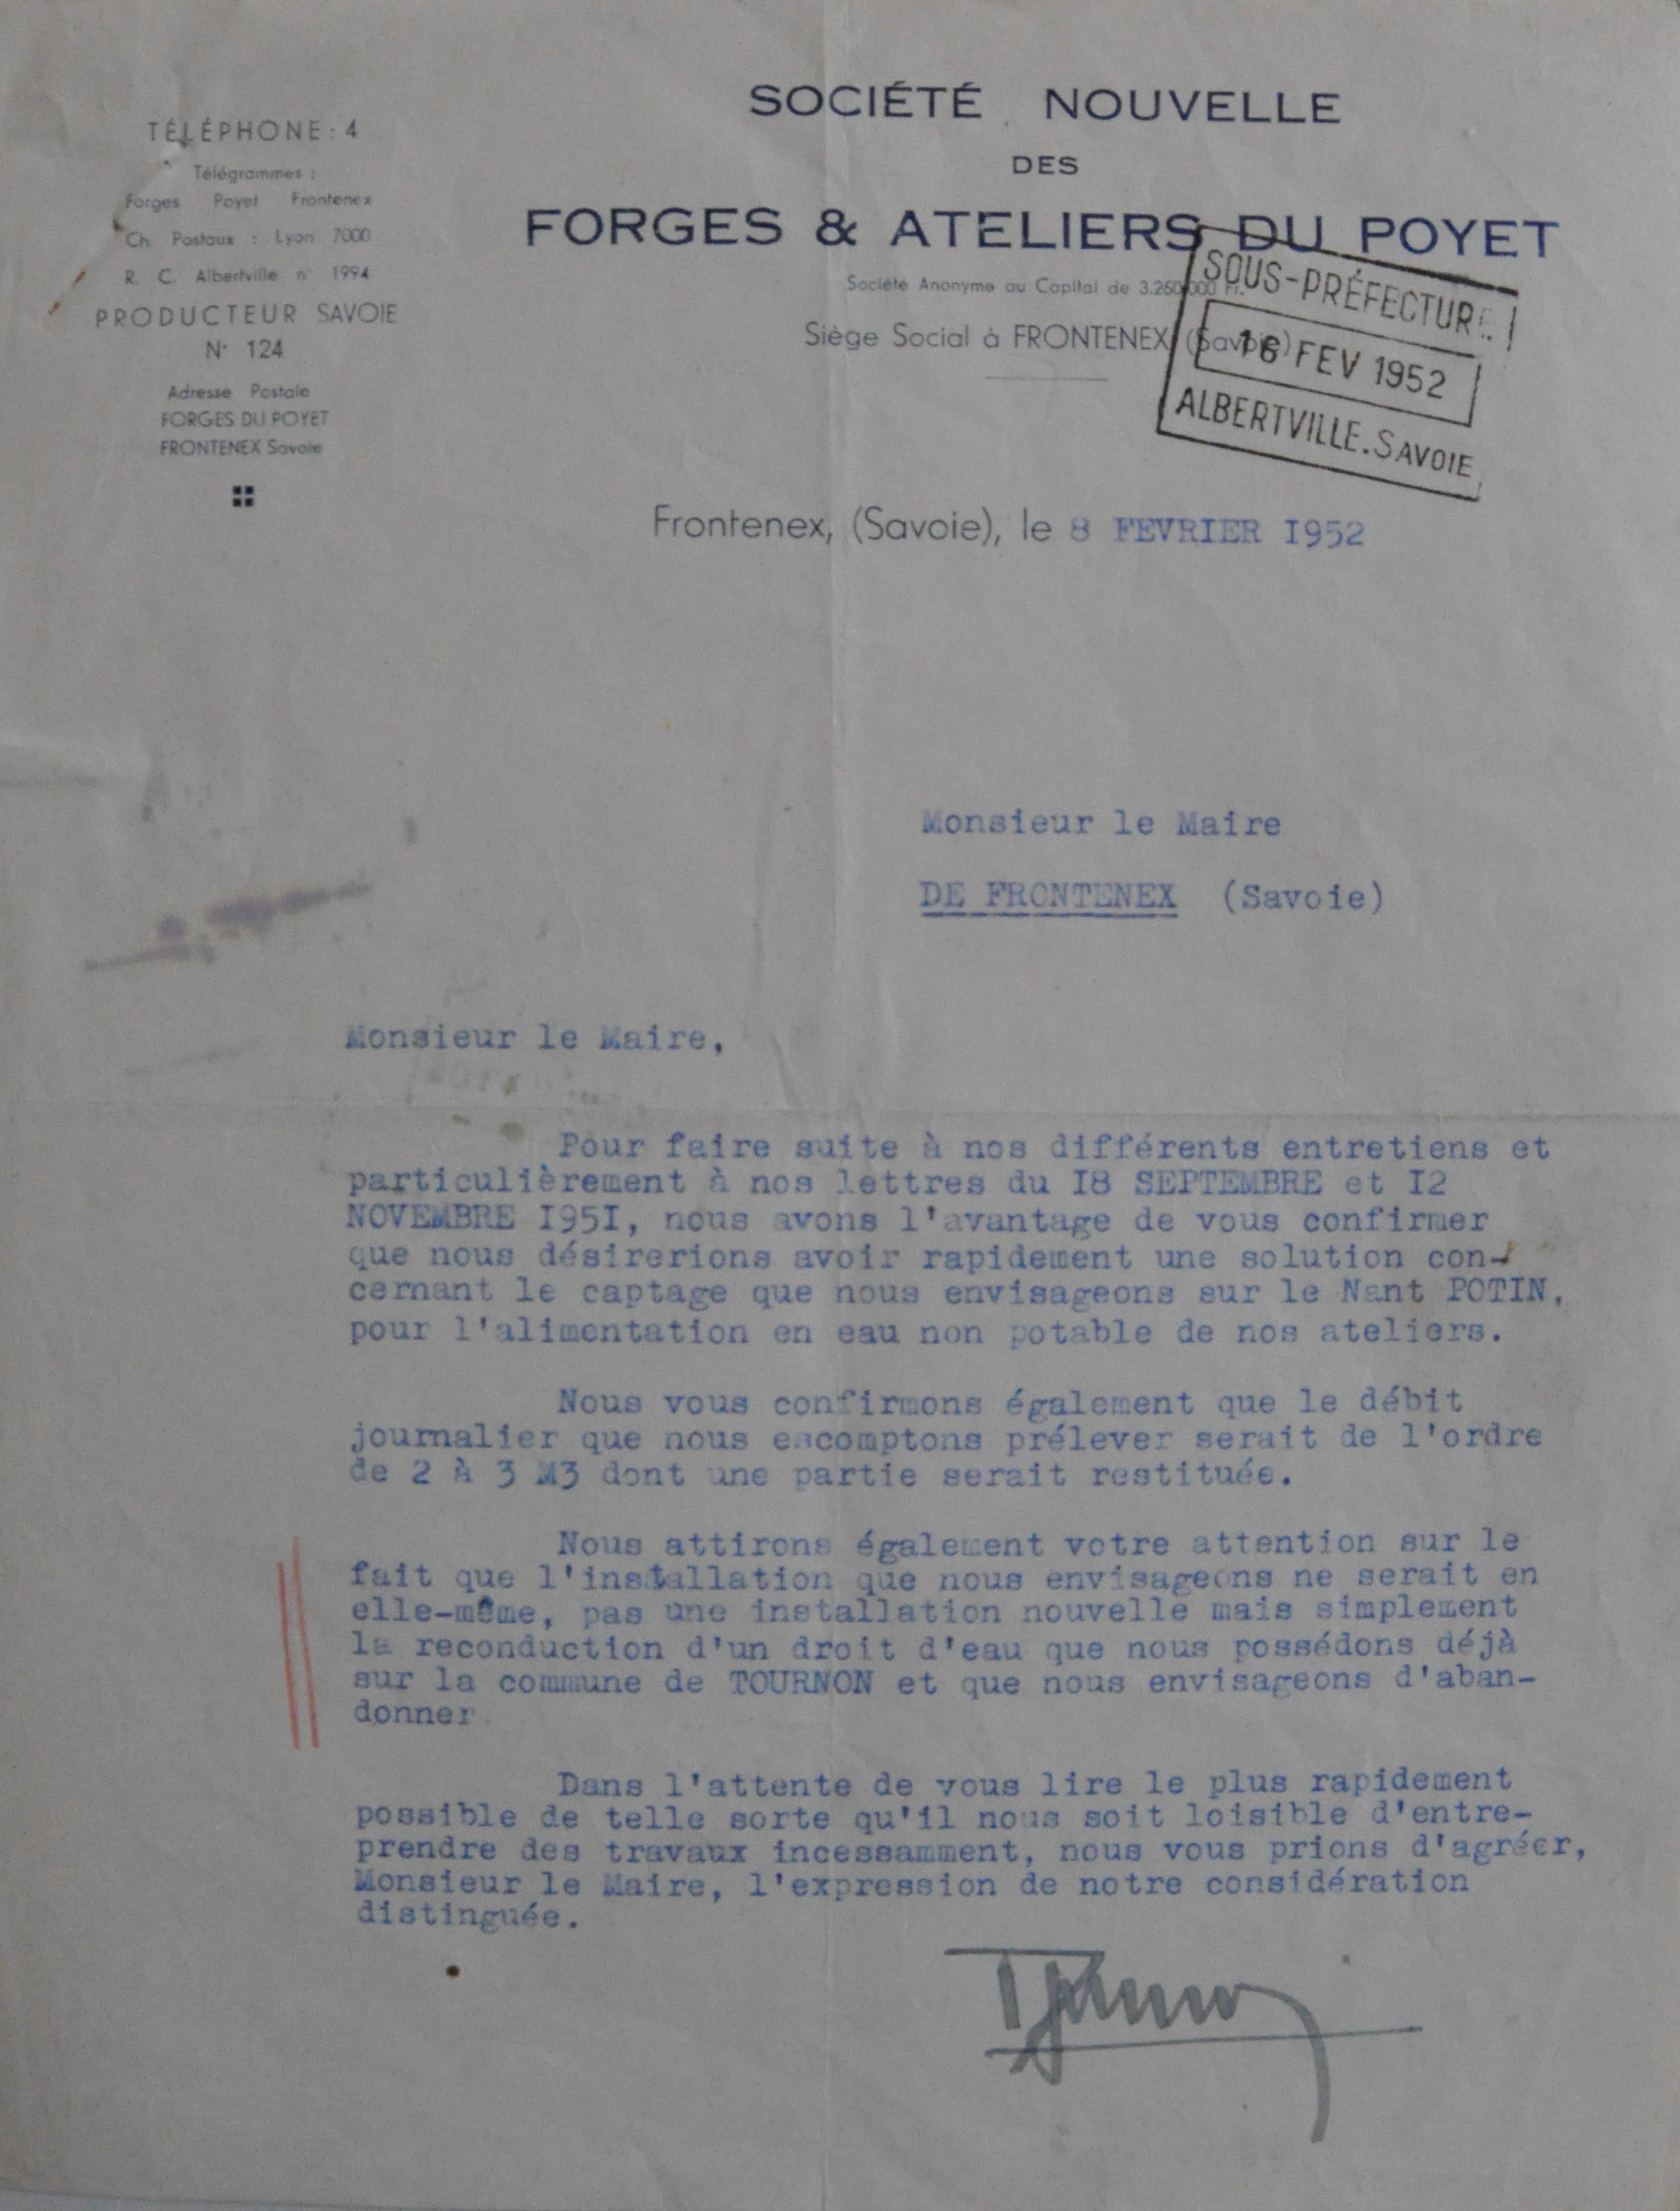 TÉLÉPHONE : 4
Télégrammes :
Forges Poyet Frontenex
Ch. Postaux : Lyon 7000
R. C. Albertville n° 1994
PRODUCTEUR SAVOIE
N° 124
Adresse Postale
FORGES DU POYET
FRONTENEX Savoie
SOCIÉTÉ NOUVELLE
DES
FORGES & ATELIERS DU POYET
Société Anonyme au Capital de 3.250.000 Fr.
Siège Social à FRONTENEX (Savoie)
SOUS-PRÉFECTURE
16 FEV 1952
ALBERTVILLE.SAVOIE
Frontenex, (Savoie), le 8 FEVRIER I952
Monsieur le Maire
DE FRONTENEX (Savoie)
Monsieur le Maire,
Pour faire suite à nos différents entretiens et
particulièrement à nos lettres du I8 SEPTEMBRE et I2
NOVEMBRE I95I, nous avons l'avantage de vous confirmer
que nous désirerions avoir rapidement une solution con-
cernant le captage que nous envisageons sur le Nant POTIN,
pour l'alimentation en eau non potable de nos ateliers.
Nous vous confirmons également que le débit
journalier que nous escomptons prélever serait de l'ordre
de 2 à 3 M3 dont une partie serait restituée.
Nous attirons également votre attention sur le
fait que l'installation que nous envisageons ne serait en
elle-même, pas une installation nouvelle mais simplement
la reconduction d'un droit d'eau que nous possédons déjà
sur la commune de TOURNON et que nous envisageons d'aban-
donner.
Dans l'attente de vous lire le plus rapidement
possible de telle sorte qu'il nous soit loisible d'entre-
prendre des travaux incessamment, nous vous prions d'agréer,
Monsieur le Maire, l'expression de notre considération
distinguée.